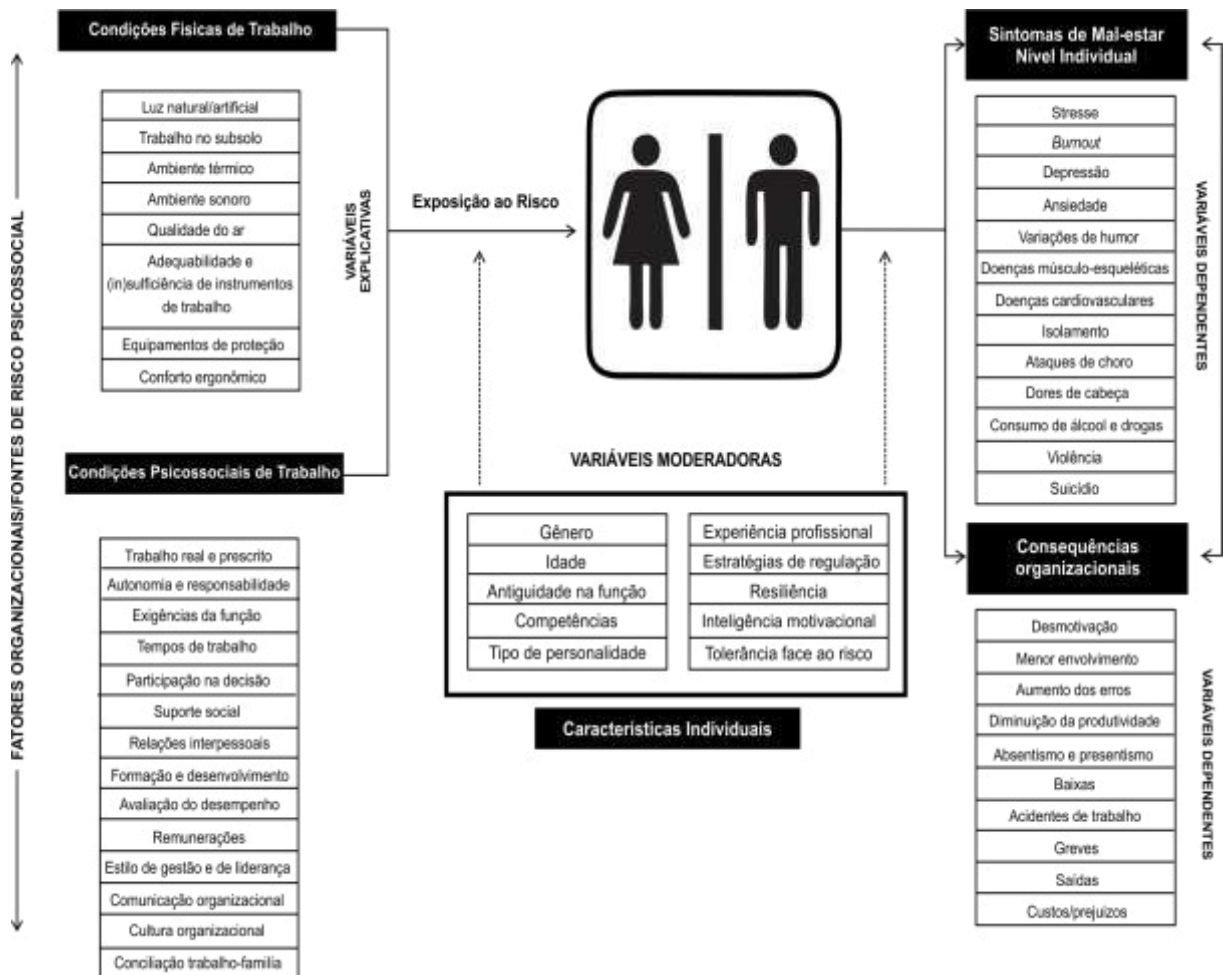 FATORES ORGANIZACIONAIS/FONTES DE RISCO PSICOSSOCIAL
Condições Físicas de Trabalho
Luz natural/artificial
Trabalho no subsolo
Ambiente térmico
Ambiente sonoro
Qualidade do ar
Adequabilidade e
(in)suficiência de instrumentos
de trabalho
Equipamentos de proteção
Conforto ergonômico
Condições Psicossociais de Trabalho
Trabalho real e prescrito
Autonomia e responsabilidade
Exigências da função
Tempos de trabalho
Participação na decisão
Suporte social
Relações interpessoais
Formação e desenvolvimento
Avaliação do desempenho
Remunerações
Estilo de gestão e de liderança
Comunicação organizacional
Cultura organizacional
Conciliação trabalho-família
VARIÁVEIS
EXPLICATIVAS
Exposição ao Risco
VARIÁVEIS MODERADORAS
Gênero
Idade
Antiguidade na função
Competências
Tipo de personalidade
Experiência profissional
Estratégias de regulação
Resiliência
Inteligência motivacional
Tolerância face ao risco
Características Individuais
Sintomas de Mal-estar
Nível Individual
Stresse
Burnout
Depressão
Ansiedade
Variações de humor
Doenças músculo-esqueléticas
Doenças cardiovasculares
Isolamento
Ataques de choro
Dores de cabeça
Consumo de álcool e drogas
Violência
Suicídio
VARIÁVEIS DEPENDENTES
Consequências
organizacionais
Desmotivação
Menor envolvimento
Aumento dos erros
Diminuição da produtividade
Absentismo e presentismo
Baixas
Acidentes de trabalho
Greves
Saídas
Custos/prejuízos
VARIÁVEIS DEPENDENTES